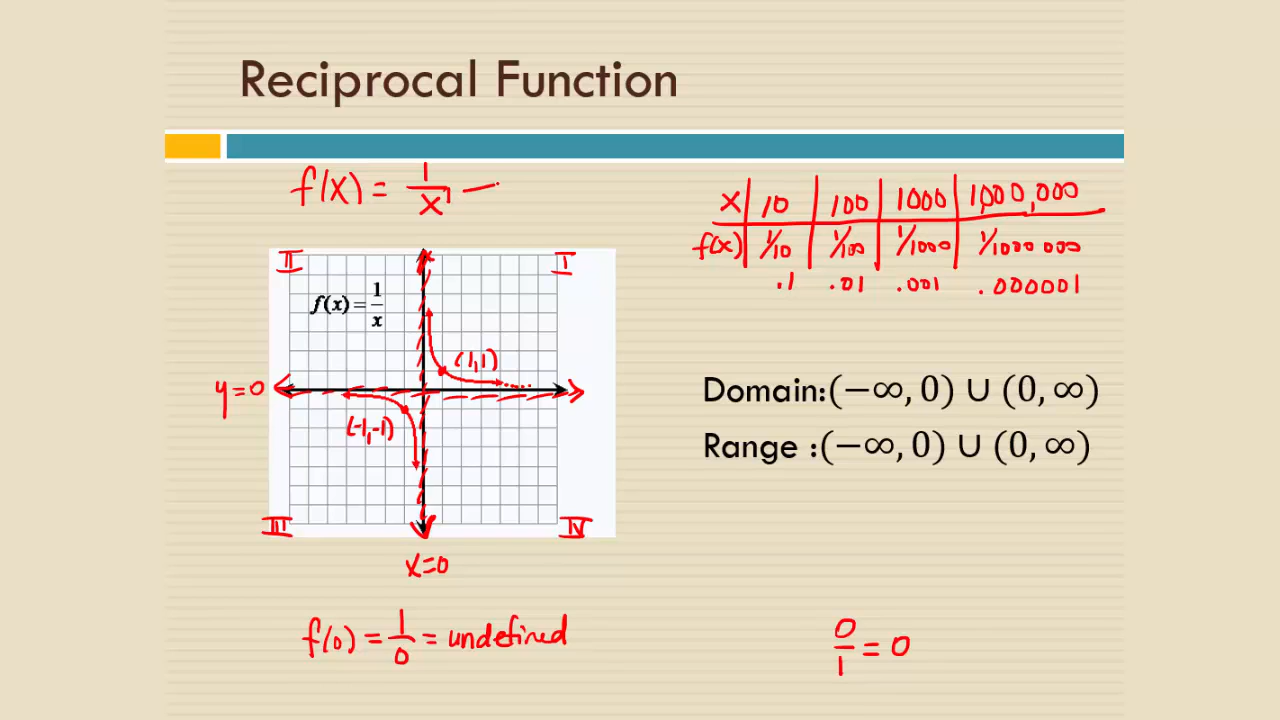 Reciprocal Function
f(x) = 1/x
x | 10 | 100 | 1000 | 1,000,000
f(x) | 1/10 | 1/100 | 1/1000 | 1/1000 000
.1 .01 .001 .000001
II I
f(x)=1/x
(1,1)
y=0
Domain:(−∞, 0) ∪ (0, ∞)
(-1,-1)
Range :(−∞, 0) ∪ (0, ∞)
III IV
x=0
f(0) = 1/0 = undefined
0/1 = 0